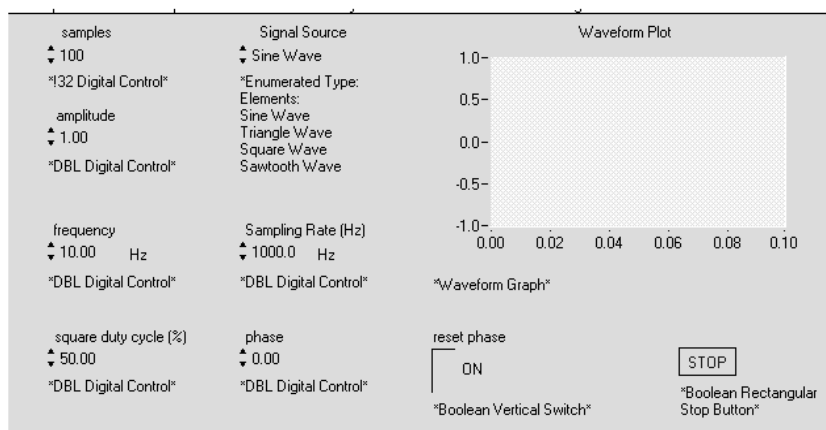 samples
100
*!32 Digital Control*
amplitude
1.00
*DBL Digital Control*
Signal Source
Sine Wave
*Enumerated Type:
Elements:
Sine Wave
Triangle Wave
Square Wave
Sawtooth Wave
Waveform Plot
1.0
0.5
0.0
-0.5
-1.0
0.00 0.02 0.04 0.06 0.08 0.10
*Waveform Graph*
frequency
10.00 Hz
*DBL Digital Control*
Sampling Rate (Hz)
1000.0 Hz
*DBL Digital Control*
square duty cycle (%)
50.00
*DBL Digital Control*
phase
0.00
*DBL Digital Control*
reset phase
ON
*Boolean Vertical Switch*
STOP
*Boolean Rectangular
Stop Button*